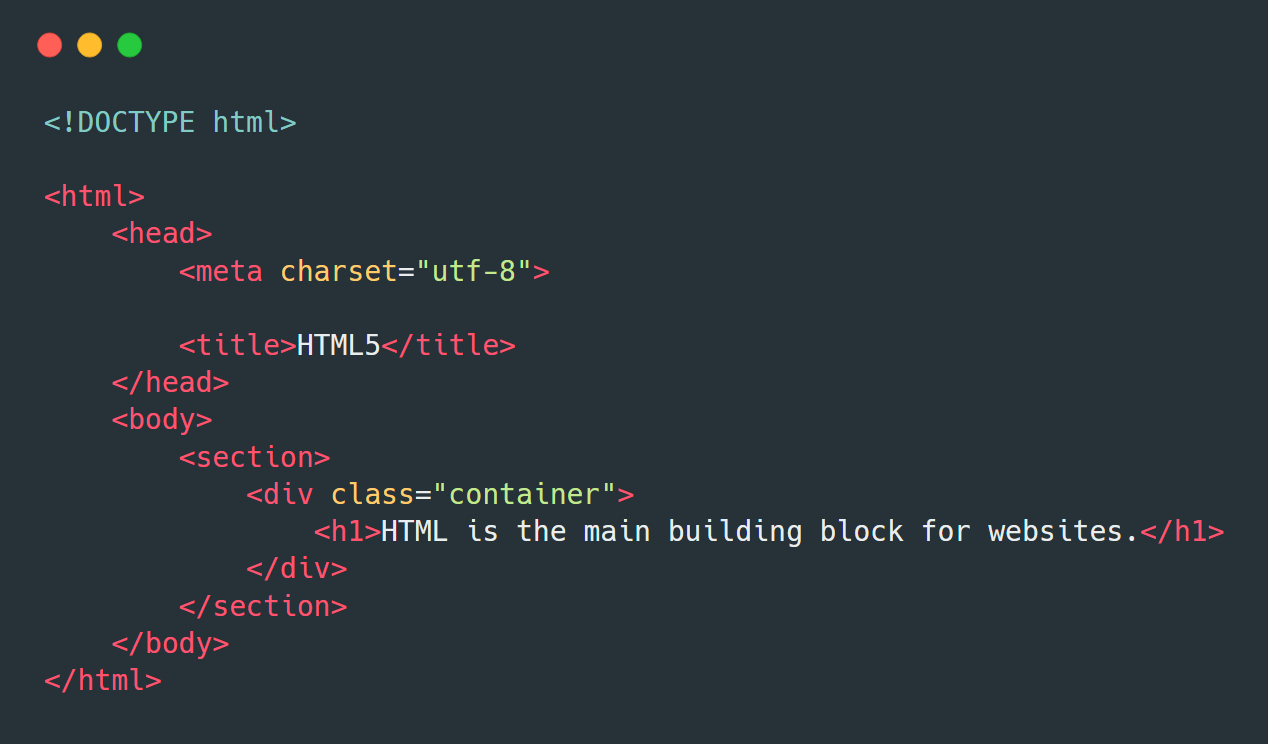 <!DOCTYPE html>
<html>
    <head>
        <meta charset="utf-8">
        <title>HTML5</title>
    </head>
    <body>
        <section>
            <div class="container">
                <h1>HTML is the main building block for websites.</h1>
            </div>
        </section>
    </body>
</html>